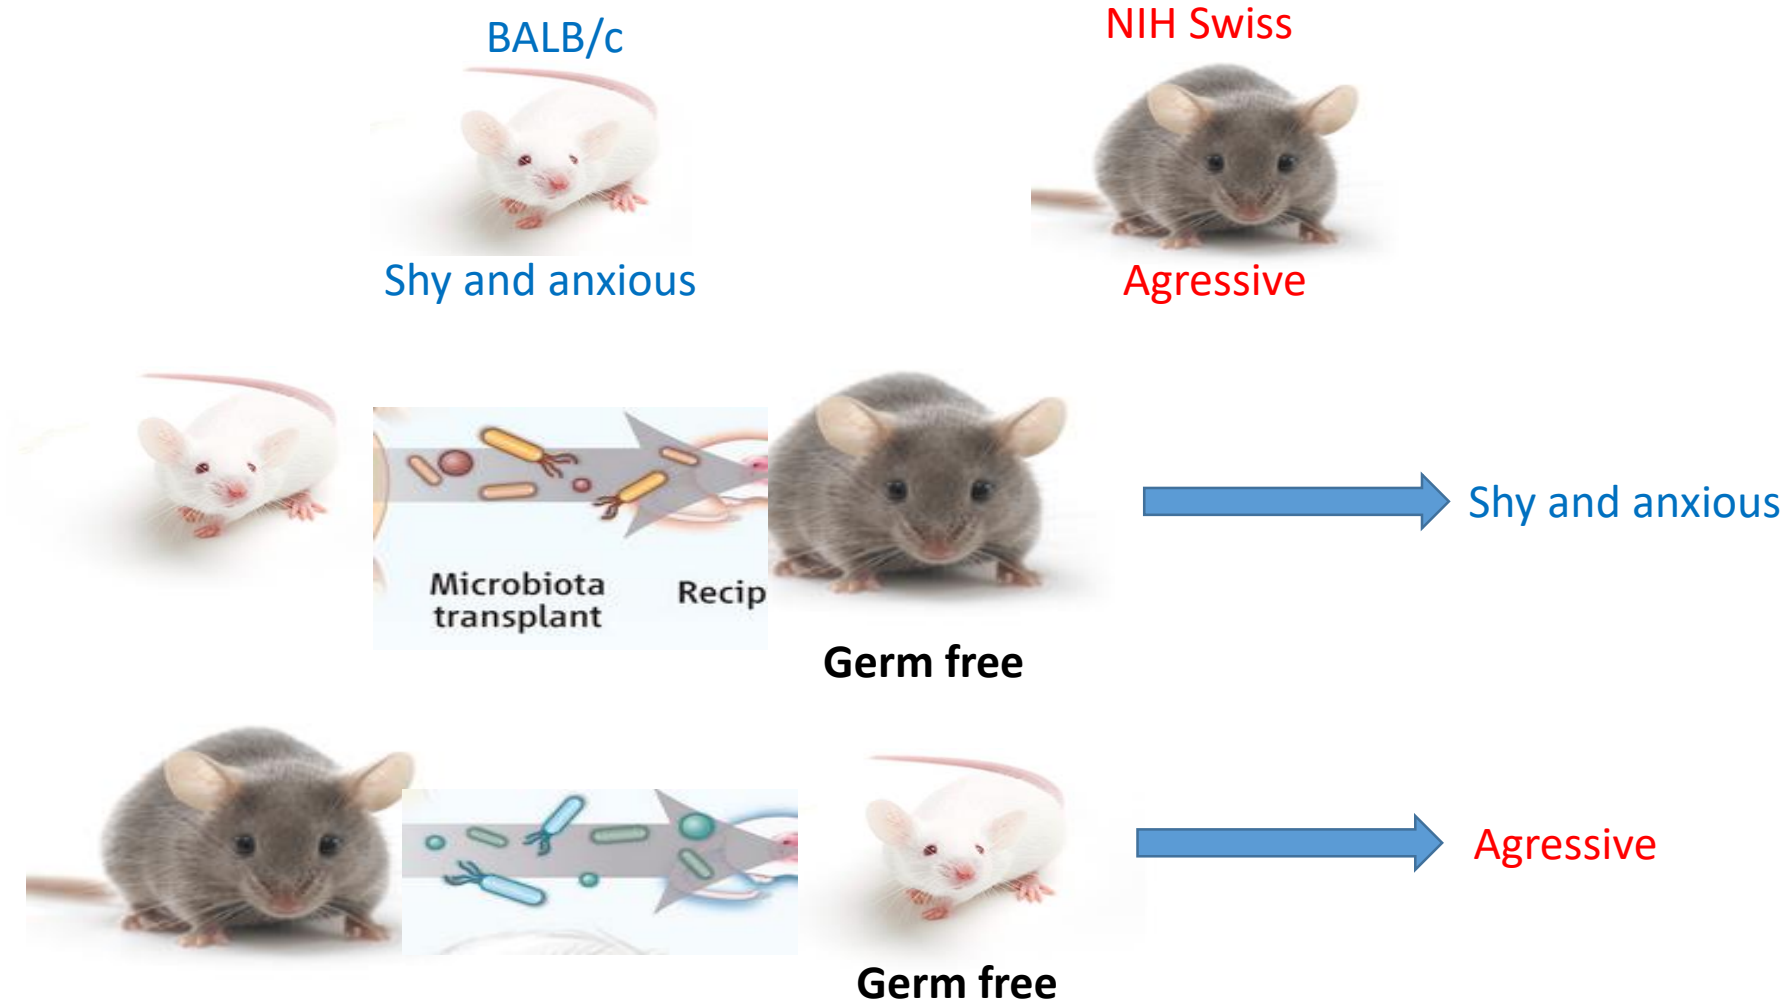 BALB/c
NIH Swiss
Shy and anxious
Agressive
Microbiota
transplant
Recip
Shy and anxious
Germ free
Agressive
Germ free